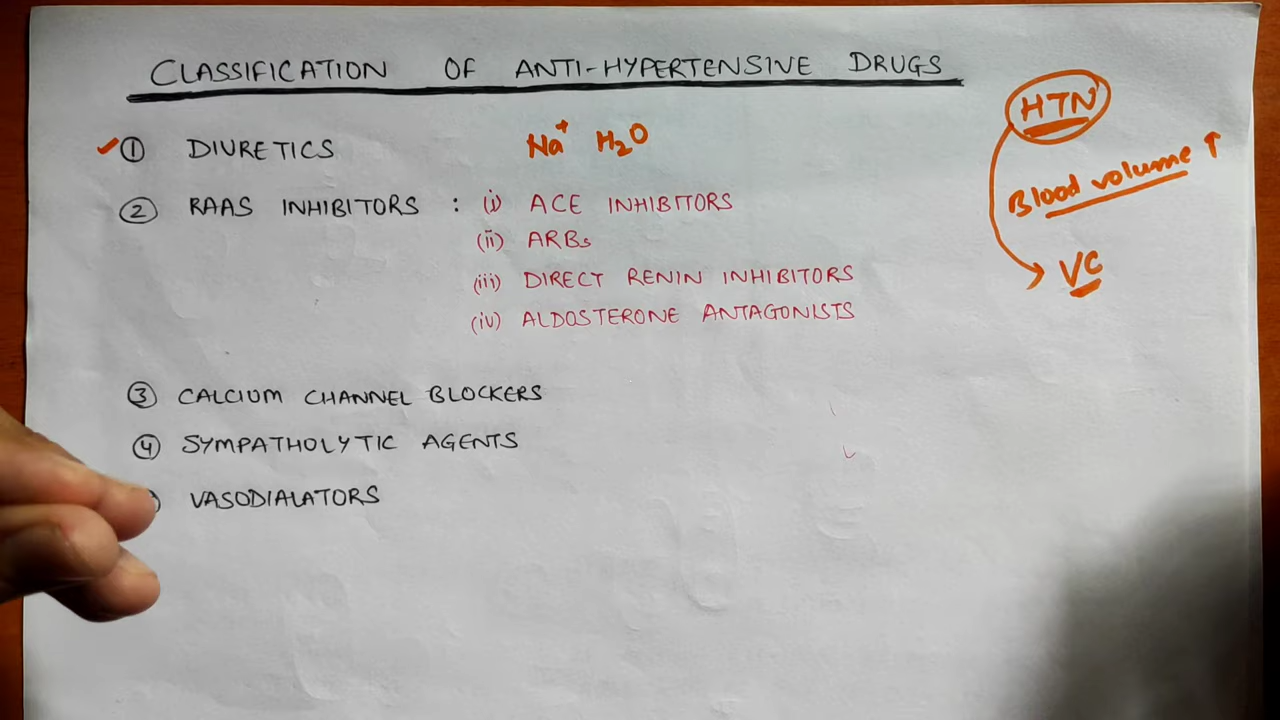 CLASSIFICATION OF ANTI-HYPERTENSIVE DRUGS
① DIURETICS Na⁺ H₂O
② RAAS INHIBITORS : (i) ACE INHIBITORS
(ii) ARBs
(iii) DIRECT RENIN INHIBITORS
(iv) ALDOSTERONE ANTAGONISTS
③ CALCIUM CHANNEL BLOCKERS
④ SYMPATHOLYTIC AGENTS
VASODIALATORS
HTN
Blood volume ↑
VC